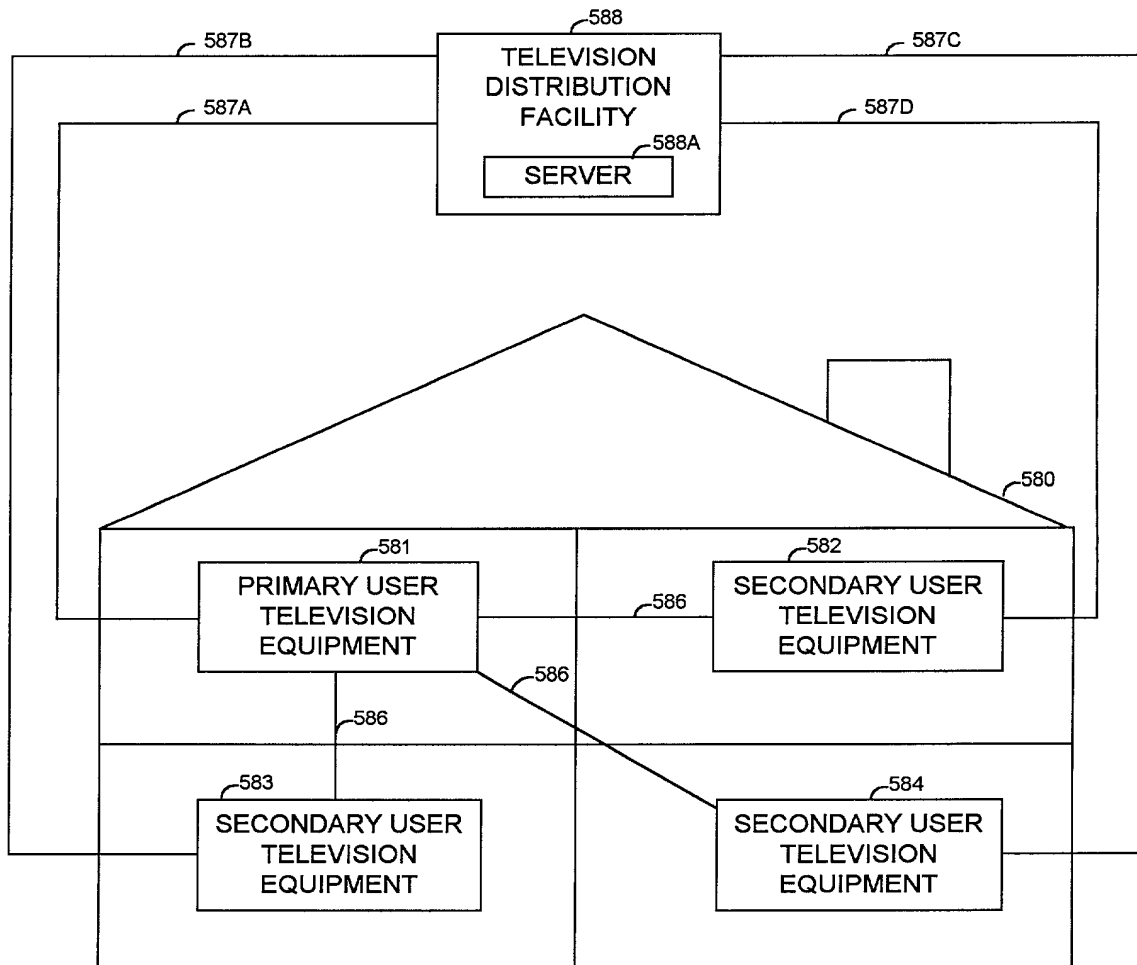 588
587B
587C
TELEVISION
DISTRIBUTION
FACILITY
587A
587D
588A
SERVER
580
581
582
PRIMARY USER
TELEVISION
EQUIPMENT
586
SECONDARY USER
TELEVISION
EQUIPMENT
586
586
583
584
SECONDARY USER
TELEVISION
EQUIPMENT
SECONDARY USER
TELEVISION
EQUIPMENT